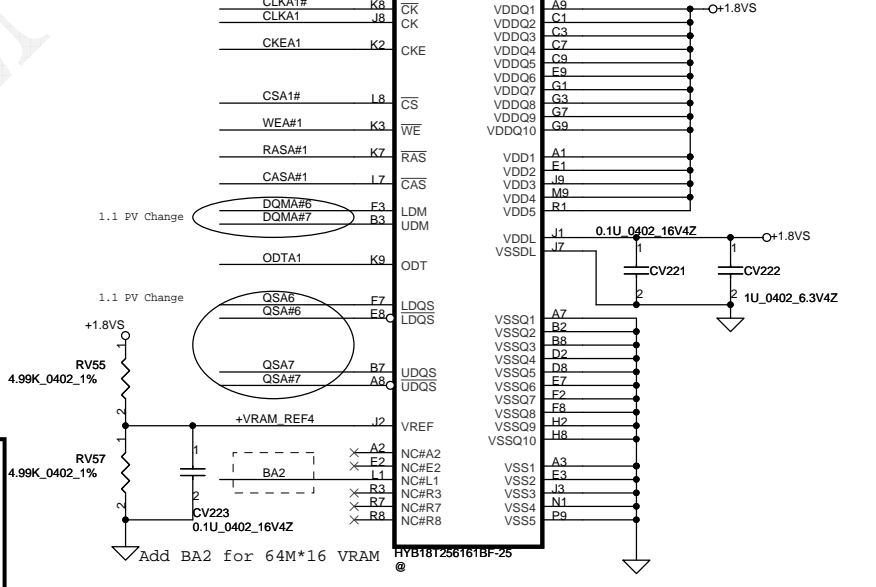 CLKA1# K8 CK VDDQ1 A9 +1.8VS
CLKA1 J8 CK VDDQ2 C1
VDDQ3 C3
CKEA1 K2 CKE VDDQ4 C7
VDDQ5 C9
VDDQ6 E9
VDDQ7 G1
CSA1# L8 CS VDDQ8 G3
VDDQ9 G7
WEA#1 K3 WE VDDQ10 G9
RASA#1 K7 RAS VDD1 A1
VDD2 E1
CASA#1 L7 CAS VDD3 J9
VDD4 M9
DQMA#6 F3 LDM VDD5 R1
1.1 PV Change DQMA#7 B3 UDM
VDDL J1 0.1U_0402_16V4Z +1.8VS
VSSDL J7 1 1
ODTA1 K9 ODT CV221 CV222
1.1 PV Change QSA6 F7 LDQS 2 2 1U_0402_6.3V4Z
QSA#6 E8 LDQS VSSQ1 A7
+1.8VS VSSQ2 B2
VSSQ3 B8
1 VSSQ4 D2
RV55 QSA7 B7 UDQS VSSQ5 D8
4.99K_0402_1% QSA#7 A8 UDQS VSSQ6 E7
VSSQ7 F2
2 VSSQ8 F8
+VRAM_REF4 J2 VREF VSSQ9 H2
1 1 VSSQ10 H8
A2 NC#A2
RV57 E2 NC#E2 VSS1 A3
4.99K_0402_1% BA2 L1 NC#L1 VSS2 E3
2 2 R3 NC#R3 VSS3 J3
CV223 R7 NC#R7 VSS4 N1
0.1U_0402_16V4Z R8 NC#R8 VSS5 P9
Add BA2 for 64M*16 VRAM HYB18T256161BF-25
@